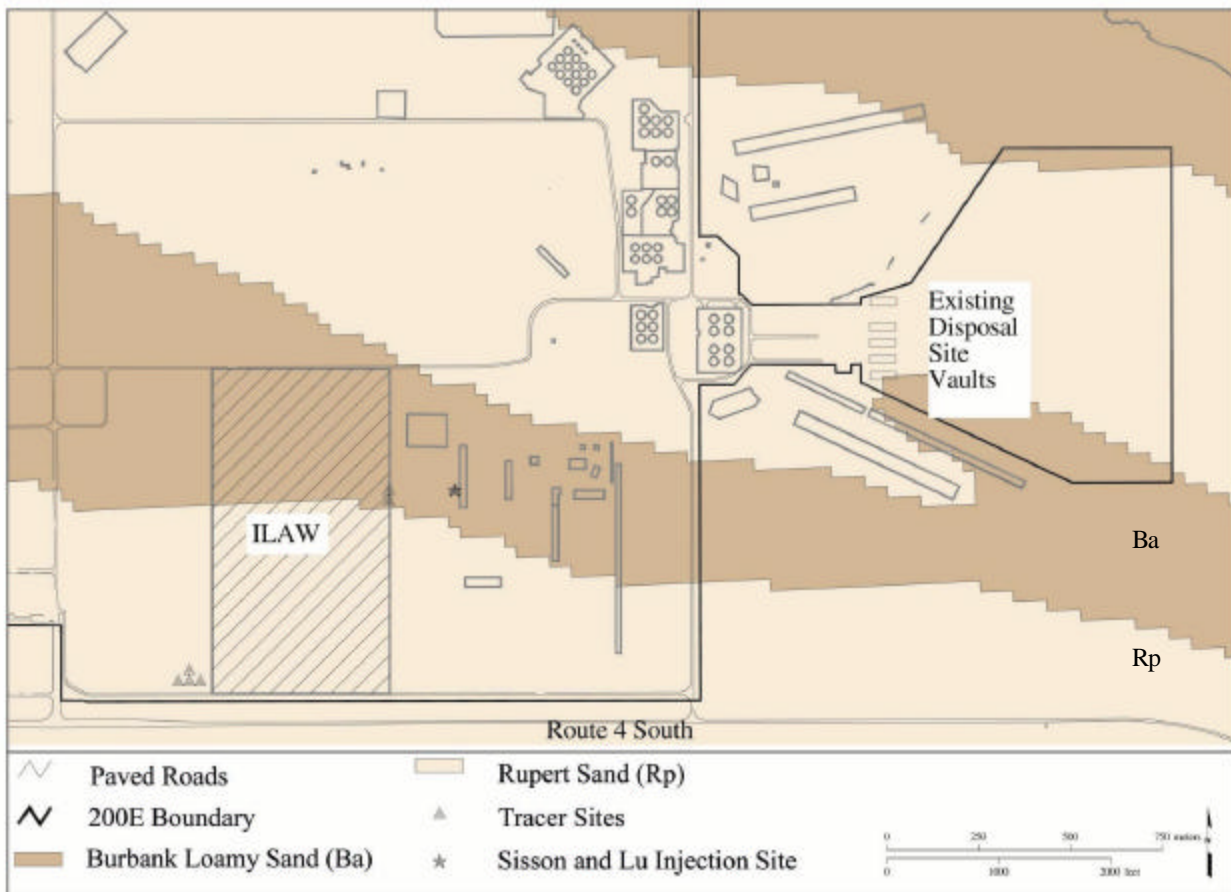 Existing
Disposal
Site
Vaults
ILAW
Ba
Rp
Route 4 South
Paved Roads
200E Boundary
Burbank Loamy Sand (Ba)
Rupert Sand (Rp)
Tracer Sites
Sisson and Lu Injection Site
0 250 500 750 meters
0 1000 2000 feet